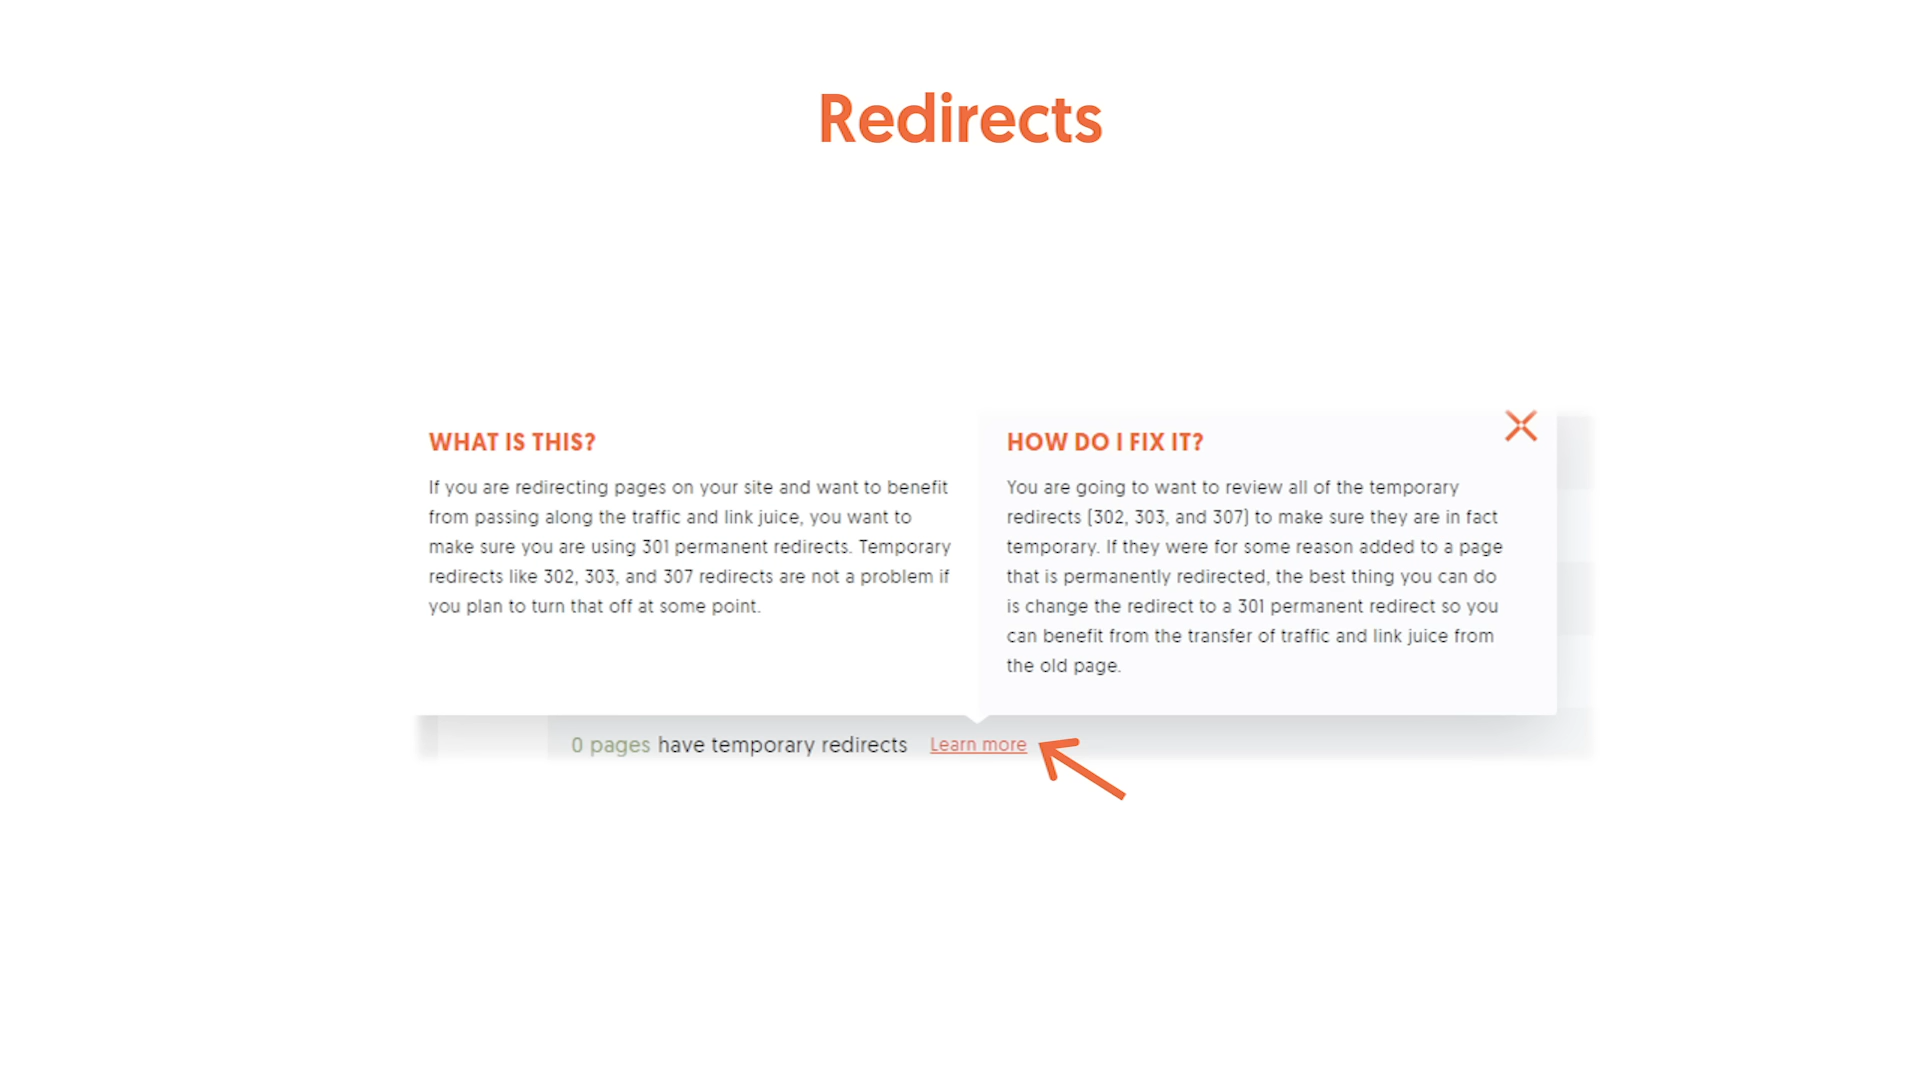 Redirects
WHAT IS THIS?
If you are redirecting pages on your site and want to benefit
from passing along the traffic and link juice, you want to
make sure you are using 301 permanent redirects. Temporary
redirects like 302, 303, and 307 redirects are not a problem if
you plan to turn that off at some point.
HOW DO I FIX IT?
You are going to want to review all of the temporary
redirects (302, 303, and 307) to make sure they are in fact
temporary. If they were for some reason added to a page
that is permanently redirected, the best thing you can do
is change the redirect to a 301 permanent redirect so you
can benefit from the transfer of traffic and link juice from
the old page.
0 pages have temporary redirects Learn more